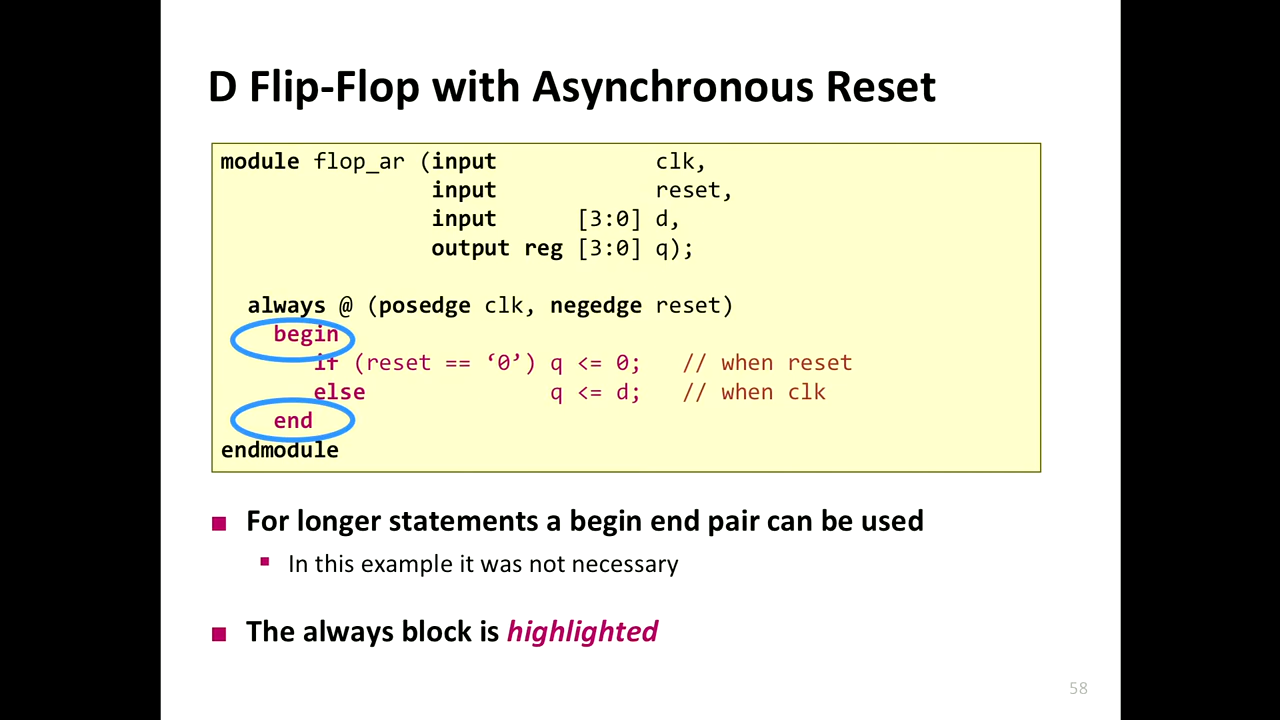 D Flip-Flop with Asynchronous Reset
module flop_ar (input            clk,
                input            reset,
                input      [3:0] d,
                output reg [3:0] q);
  always @ (posedge clk, negedge reset)
    begin
       if (reset == ‘0’) q <= 0;   // when reset
       else              q <= d;   // when clk
    end
endmodule
■ For longer statements a begin end pair can be used
▪ In this example it was not necessary
■ The always block is highlighted
58